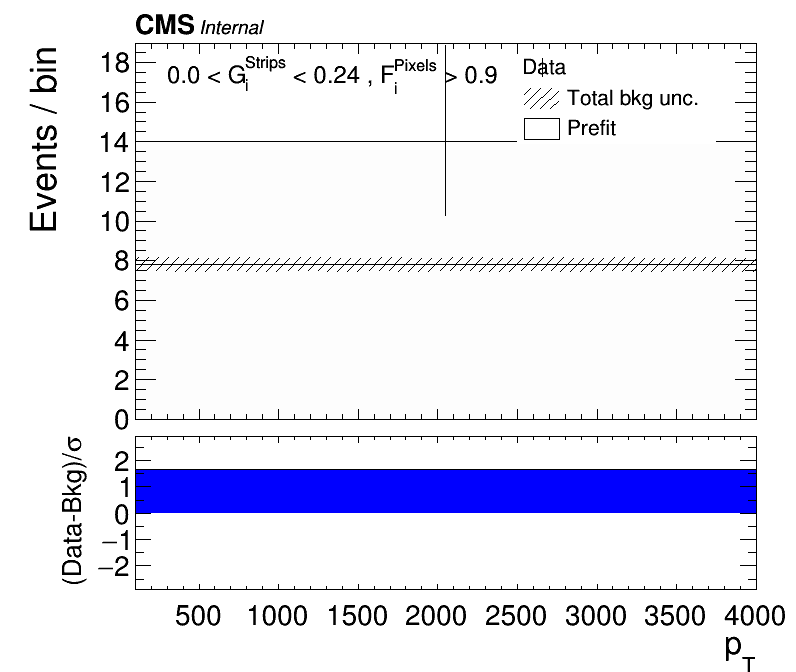 CMS Internal
Events / bin
18
16
14
12
10
8
6
4
2
0
0.0 < G_i^Strips < 0.24 , F_i^Pixels > 0.9
Data
Total bkg unc.
Prefit
(Data-Bkg)/σ
2
1
0
−1
−2
500 1000 1500 2000 2500 3000 3500 4000
p_T